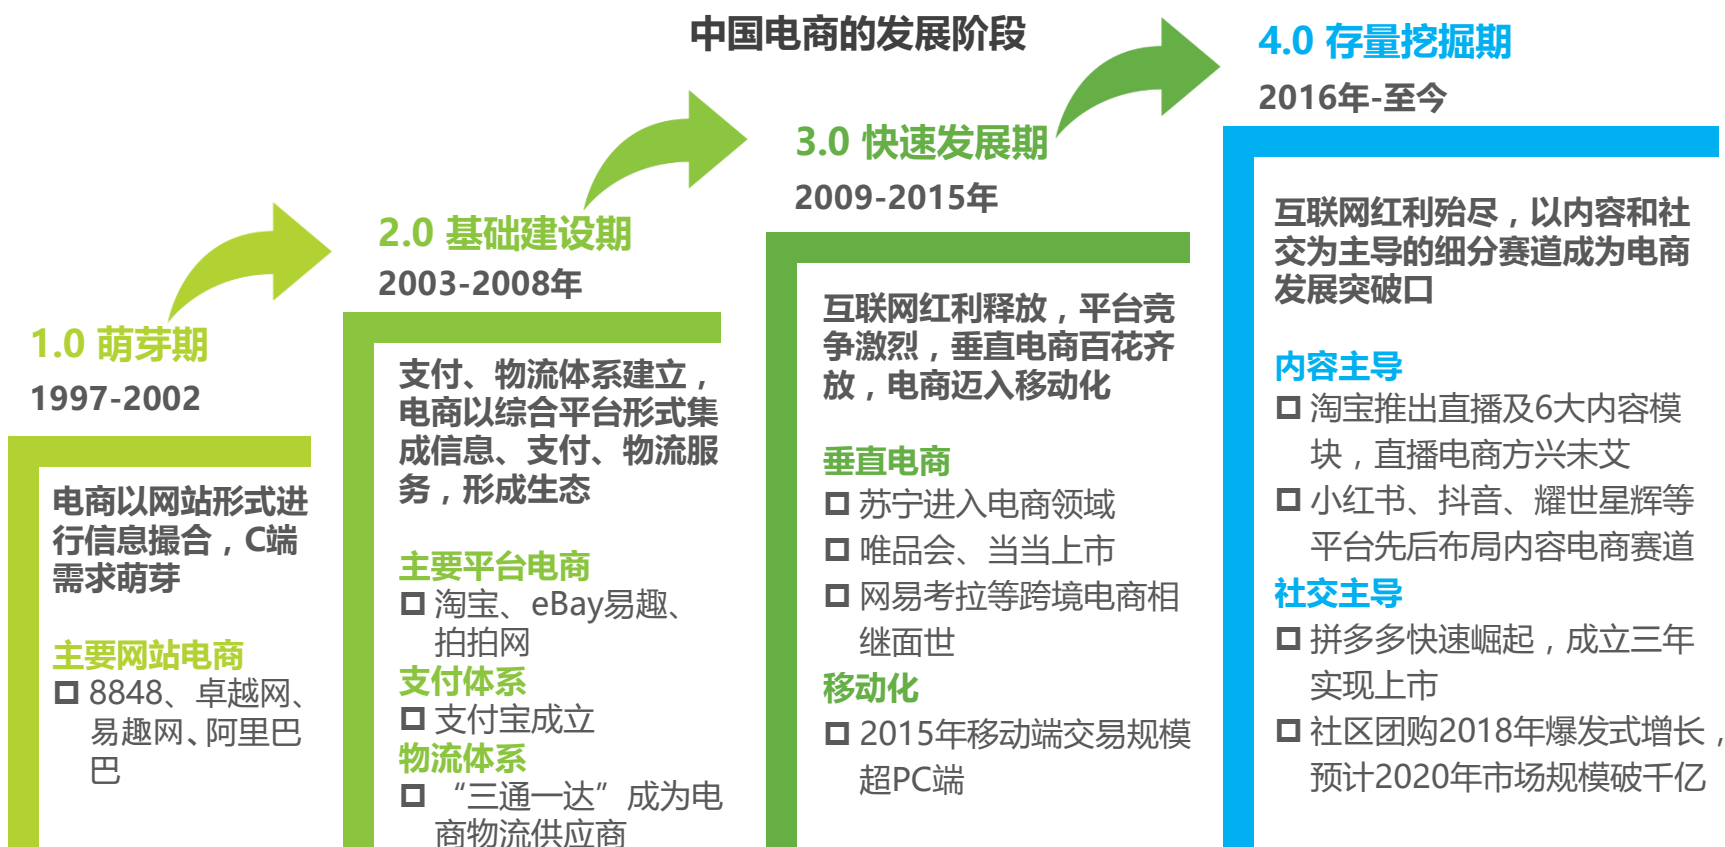 中国电商的发展阶段
1.0 萌芽期
1997-2002
电商以网站形式进
行信息撮合，C端
需求萌芽
主要网站电商
8848、卓越网、
易趣网、阿里巴
巴
2.0 基础建设期
2003-2008年
支付、物流体系建立，
电商以综合平台形式集
成信息、支付、物流服
务，形成生态
主要平台电商
淘宝、eBay易趣、
拍拍网
支付体系
支付宝成立
物流体系
“三通一达”成为电
商物流供应商
3.0 快速发展期
2009-2015年
互联网红利释放，平台竞
争激烈，垂直电商百花齐
放，电商迈入移动化
垂直电商
苏宁进入电商领域
唯品会、当当上市
网易考拉等跨境电商相
继面世
移动化
2015年移动端交易规模
超PC端
4.0 存量挖掘期
2016年-至今
互联网红利殆尽，以内容和社
交为主导的细分赛道成为电商
发展突破口
内容主导
淘宝推出直播及6大内容模
块，直播电商方兴未艾
小红书、抖音、耀世星辉等
平台先后布局内容电商赛道
社交主导
拼多多快速崛起，成立三年
实现上市
社区团购2018年爆发式增长，
预计2020年市场规模破千亿